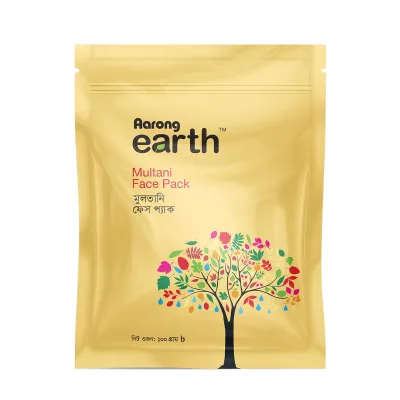 Aarong
earth™
Multani
Face Pack
মুলতানি
ফেস প্যাক
নিট ওজন: ১০০ গ্রাম ৳